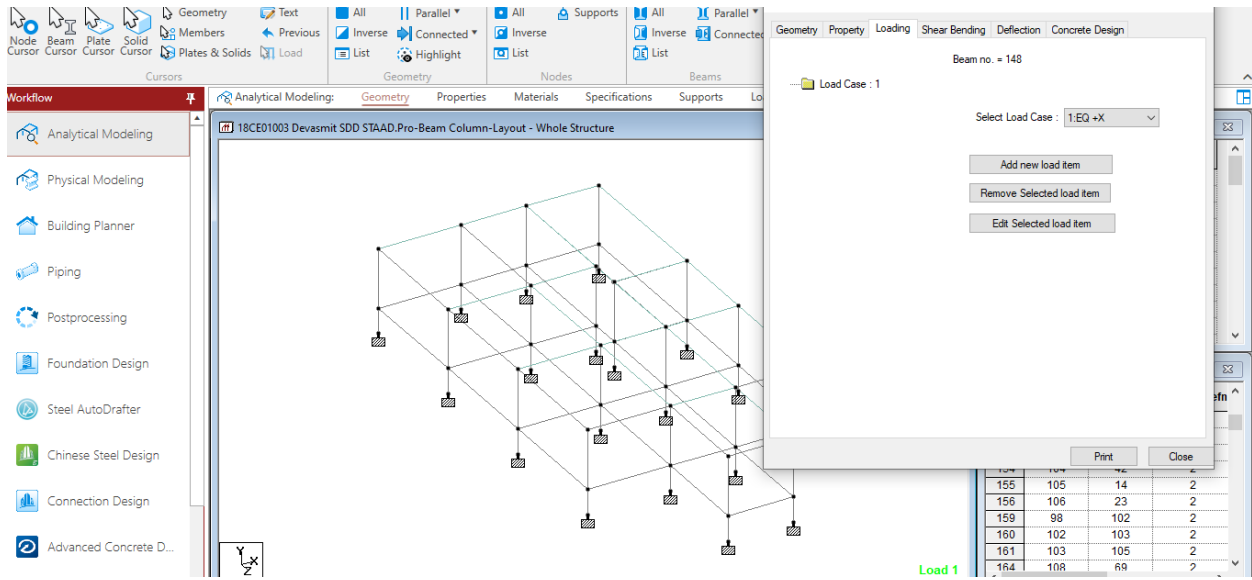 Node Cursor
Beam Cursor
Plate Cursor
Solid Cursor
Geometry
Members
Plates & Solids
Text
Previous
Load
Cursors
All
Inverse
List
Parallel
Connected
Highlight
Geometry
All
Inverse
List
Supports
Nodes
All
Inverse
List
Parallel
Beams
Workflow
Analytical Modeling
Physical Modeling
Building Planner
Piping
Postprocessing
Foundation Design
Steel AutoDrafter
Chinese Steel Design
Connection Design
Advanced Concrete D...
Analytical Modeling: Geometry Properties Materials Specifications Supports
18CE01003 Devasmit SDD STAAD.Pro-Beam Column-Layout - Whole Structure
Y
X
Z
Load 1
Geometry Property Loading Shear Bending Deflection Concrete Design
Beam no. = 148
Load Case : 1
Select Load Case : 1:EQ +X
Add new load item
Remove Selected load item
Edit Selected load item
Print Close
155 105 14 2
156 106 23 2
159 98 102 2
160 102 103 2
161 103 105 2
164 108 69 2